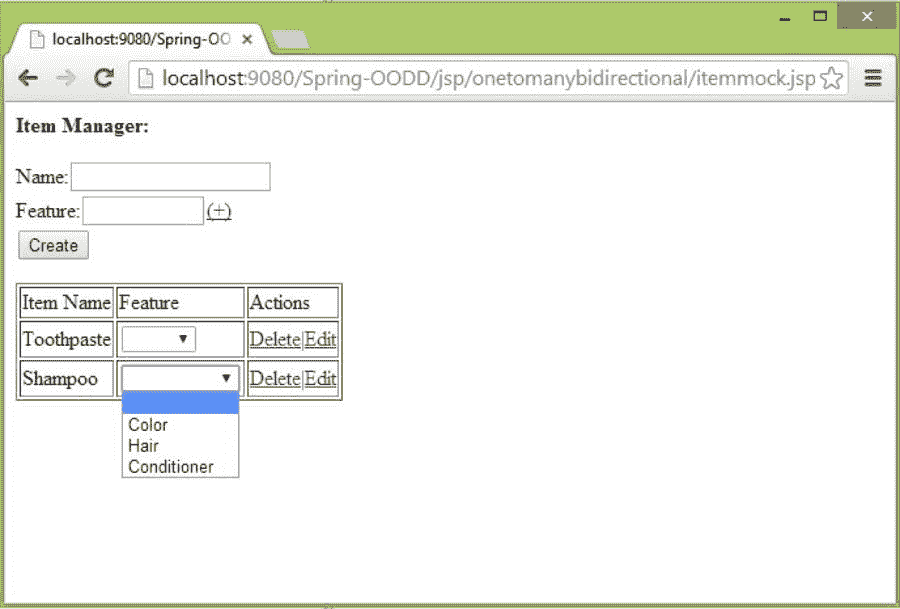 localhost:9080/Spring-OO
localhost:9080/Spring-OODD/jsp/onetomanybidirectional/itemmock.jsp
Item Manager:
Name:
Feature: (+)
Create
Item Name Feature Actions
Toothpaste Delete|Edit
Shampoo Delete|Edit
Color
Hair
Conditioner